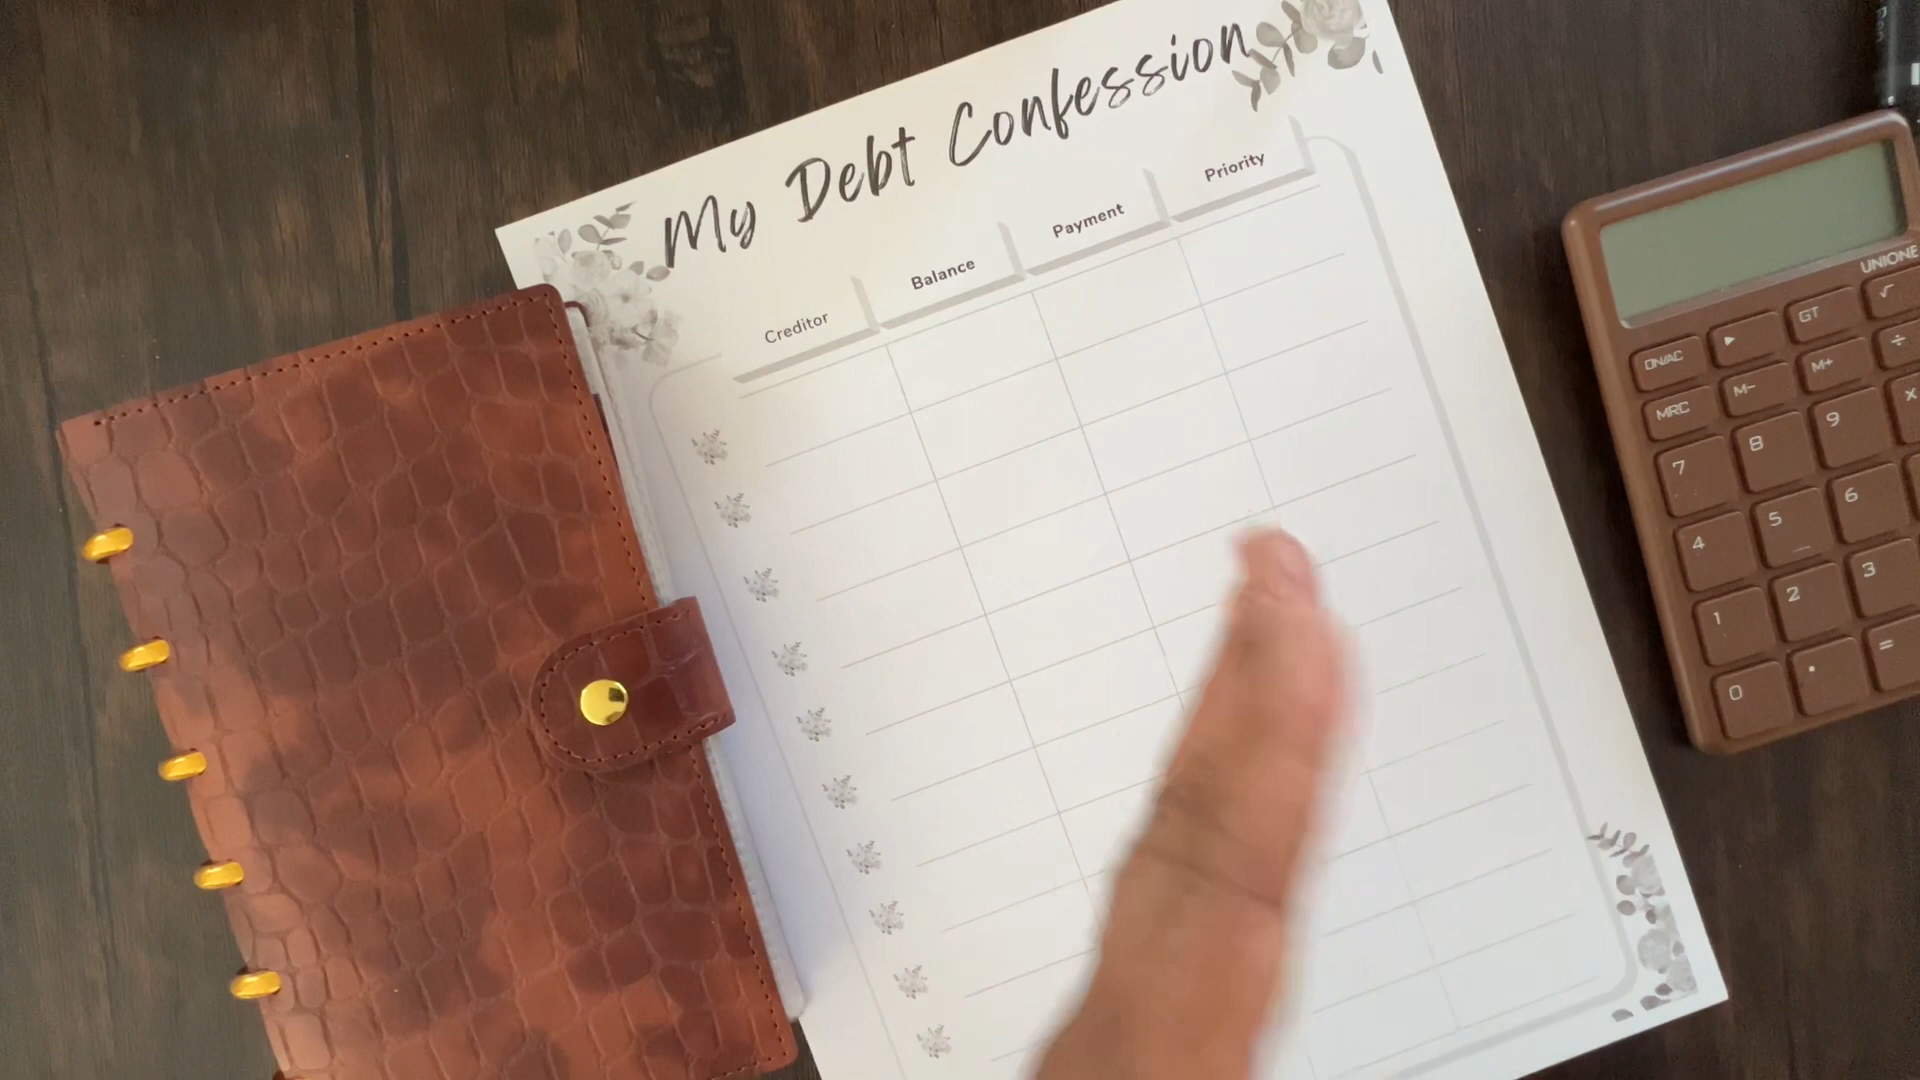 My Debt Confession
Creditor Balance Payment Priority
UNIONE
ON/AC ▶ GT √
MRC M− M+ ÷
7 8 9 ×
4 5 6
1 2 3
0 . =